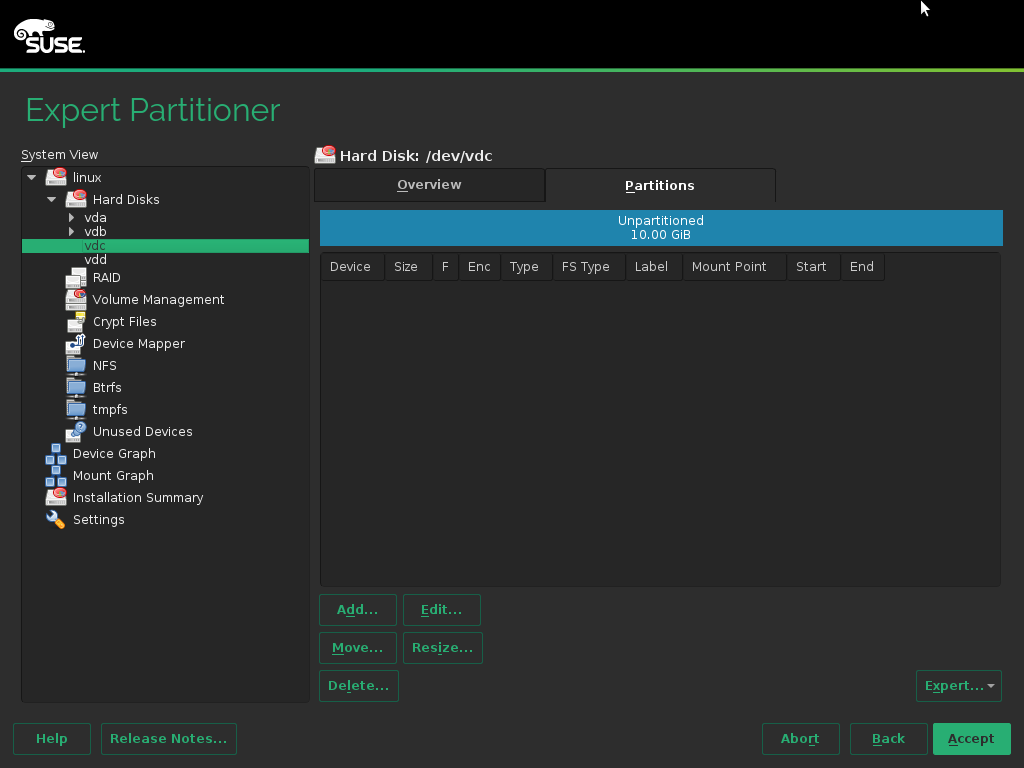 SUSE.
Expert Partitioner
System View
linux
Hard Disks
vda
vdb
vdc
vdd
RAID
Volume Management
Crypt Files
Device Mapper
NFS
Btrfs
tmpfs
Unused Devices
Device Graph
Mount Graph
Installation Summary
Settings
Hard Disk: /dev/vdc
Overview Partitions
Unpartitioned
10.00 GiB
Device Size F Enc Type FS Type Label Mount Point Start End
Add... Edit...
Move... Resize...
Delete... Expert...
Help Release Notes... Abort Back Accept